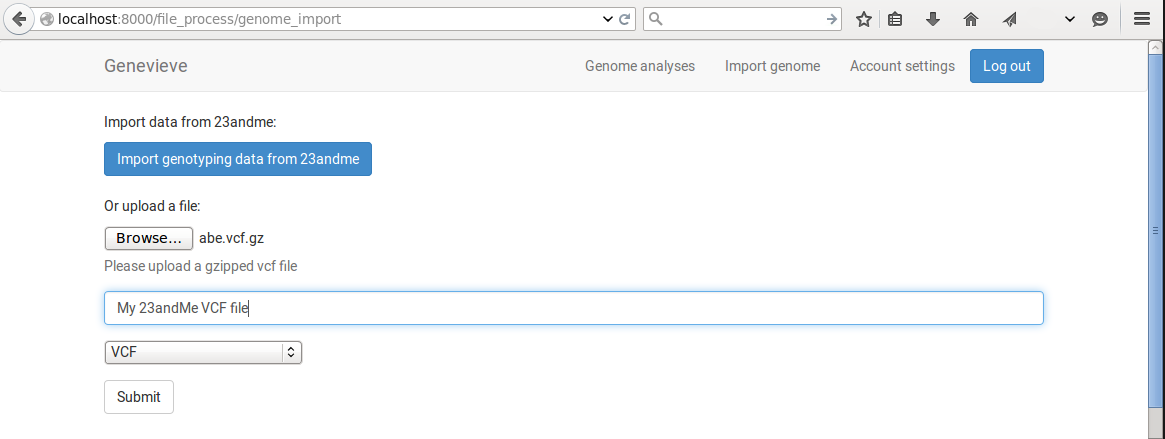 localhost:8000/file_process/genome_import
Genevieve Genome analyses Import genome Account settings Log out
Import data from 23andme:
Import genotyping data from 23andme
Or upload a file:
Browse... abe.vcf.gz
Please upload a gzipped vcf file
My 23andMe VCF file
VCF
Submit